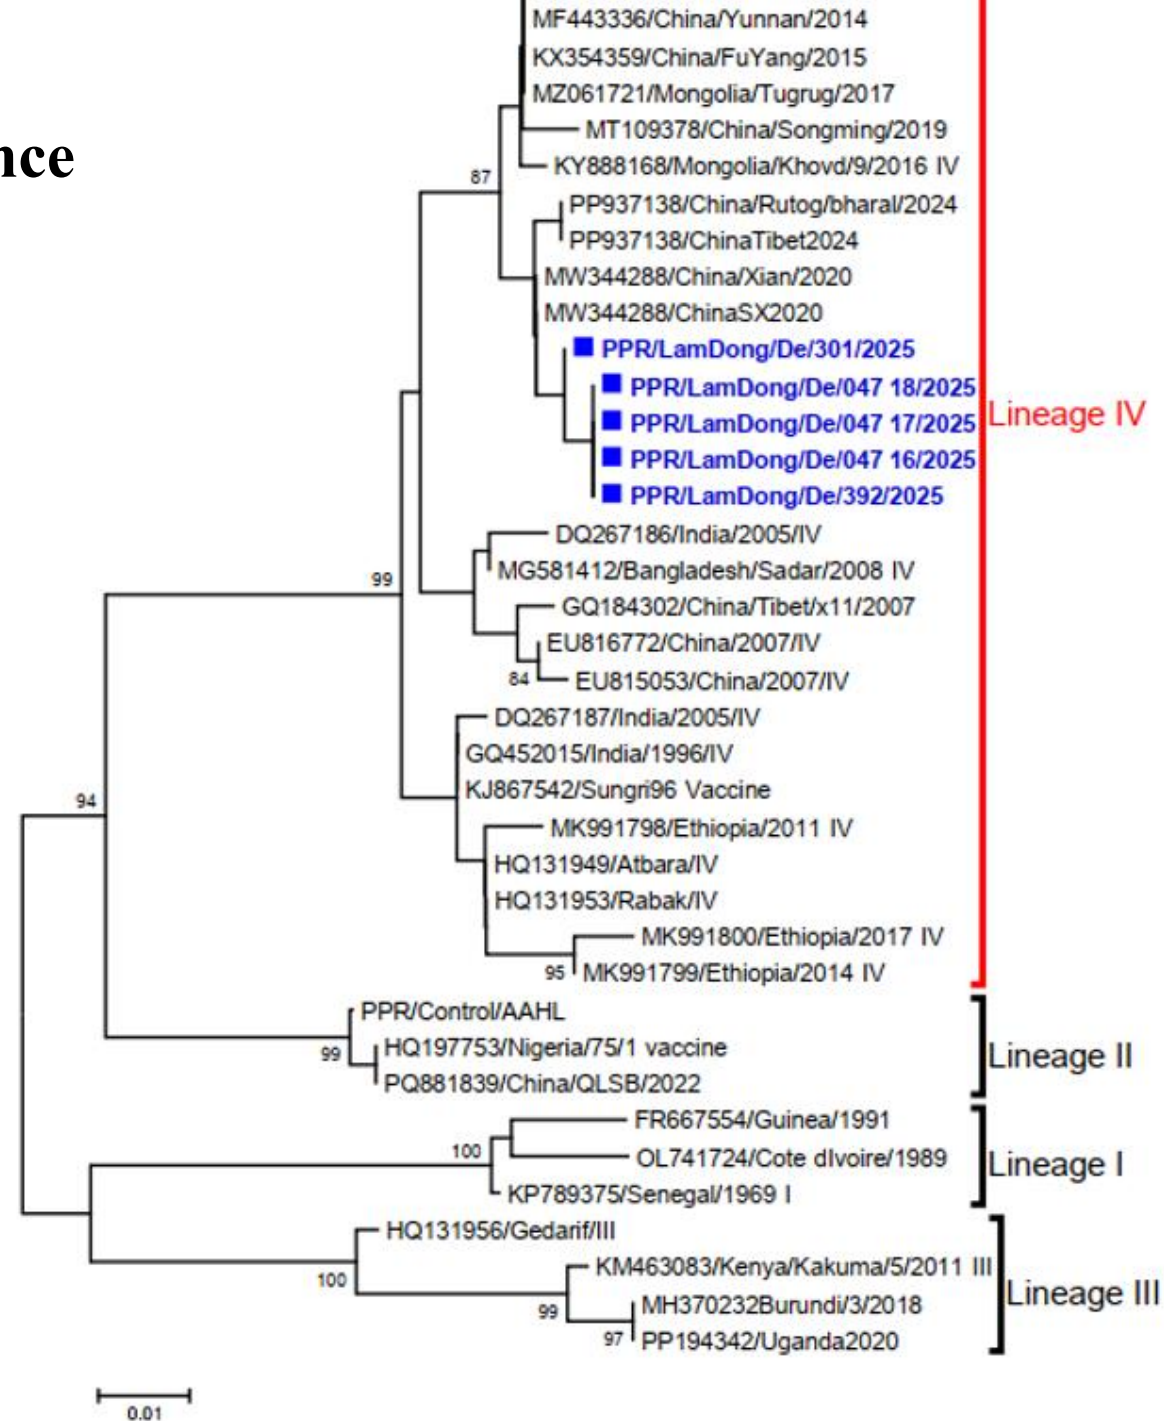 MF443336/China/Yunnan/2014
KX354359/China/FuYang/2015
MZ061721/Mongolia/Tugrug/2017
MT109378/China/Songming/2019
nce
KY888168/Mongolia/Khovd/9/2016 IV
87
PP937138/China/Rutog/bharal/2024
PP937138/ChinaTibet2024
MW344288/China/Xian/2020
MW344288/ChinaSX2020
PPR/LamDong/De/301/2025
PPR/LamDong/De/047 18/2025
Lineage IV
PPR/LamDong/De/047 17/2025
PPR/LamDong/De/047 16/2025
PPR/LamDong/De/392/2025
DQ267186/India/2005/IV
MG581412/Bangladesh/Sadar/2008 IV
99
GQ184302/China/Tibet/x11/2007
EU816772/China/2007/IV
84
EU815053/China/2007/IV
DQ267187/India/2005/IV
GQ452015/India/1996/IV
KJ867542/Sungri96 Vaccine
94
MK991798/Ethiopia/2011 IV
HQ131949/Atbara/IV
HQ131953/Rabak/IV
MK991800/Ethiopia/2017 IV
95
MK991799/Ethiopia/2014 IV
PPR/Control/AAHL
99
HQ197753/Nigeria/75/1 vaccine
Lineage II
PQ881839/China/QLSB/2022
FR667554/Guinea/1991
100
OL741724/Cote dIvoire/1989
Lineage I
KP789375/Senegal/1969 I
HQ131956/Gedarif/III
KM463083/Kenya/Kakuma/5/2011 III
100
Lineage III
99
MH370232Burundi/3/2018
97
PP194342/Uganda2020
0.01